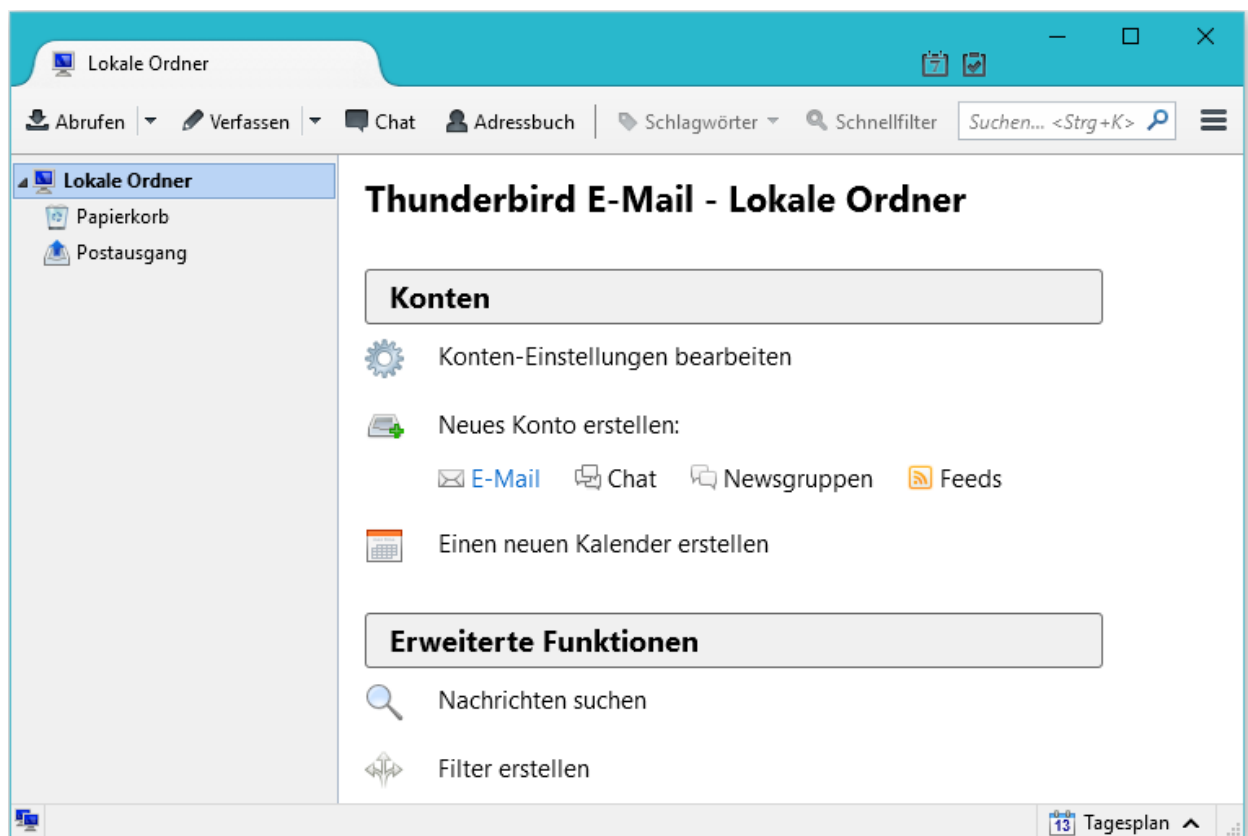 Lokale Ordner
7
Abrufen Verfassen Chat Adressbuch Schlagwörter Schnellfilter Suchen... <Strg+K>
Lokale Ordner
Papierkorb
Postausgang
Thunderbird E-Mail - Lokale Ordner
Konten
Konten-Einstellungen bearbeiten
Neues Konto erstellen:
E-Mail Chat Newsgruppen Feeds
Einen neuen Kalender erstellen
Erweiterte Funktionen
Nachrichten suchen
Filter erstellen
13 Tagesplan